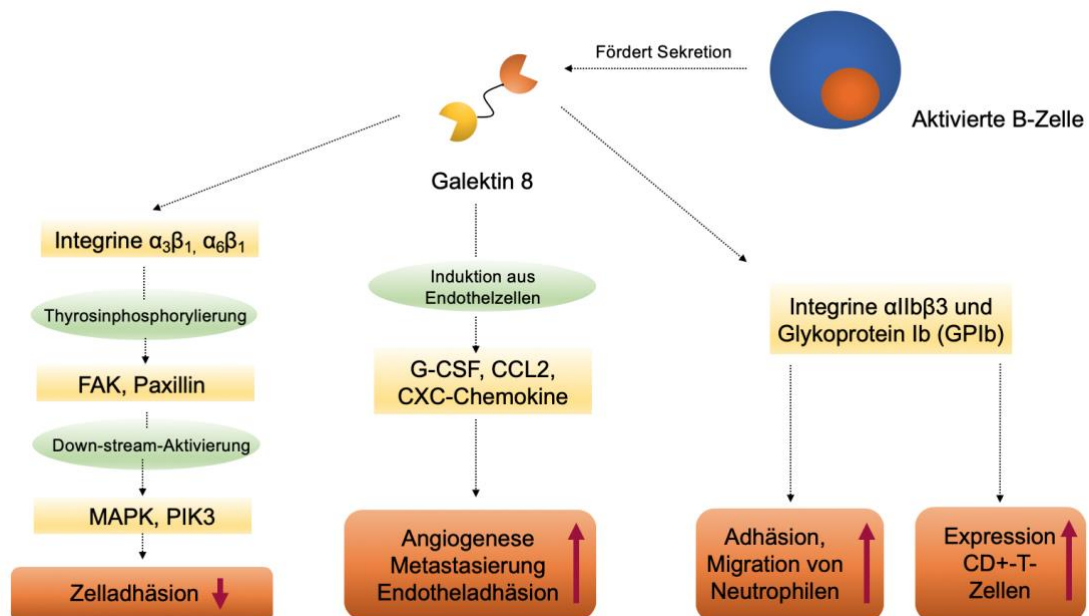 Fördert Sekretion
Aktivierte B-Zelle
Galektin 8
Integrine α₃β₁, α₆β₁
Thyrosinphosphorylierung
FAK, Paxillin
Down-stream-Aktivierung
MAPK, PIK3
Zelladhäsion
Induktion aus
Endothelzellen
G-CSF, CCL2,
CXC-Chemokine
Angiogenese
Metastasierung
Endotheladhäsion
Integrine αIIbβ3 und
Glykoprotein Ib (GPIb)
Adhäsion,
Migration von
Neutrophilen
Expression
CD+-T-
Zellen